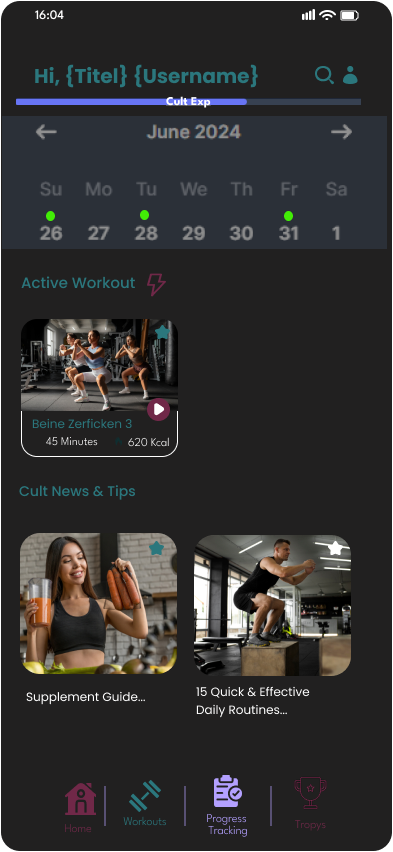 16:04
Hi, {Titel} {Username}
Cult Exp
June 2024
Su Mo Tu We Th Fr Sa
26 27 28 29 30 31 1
Active Workout
Beine Zerficken 3
45 Minutes 620 Kcal
Cult News & Tips
Supplement Guide...
15 Quick & Effective
Daily Routines...
Home
Workouts
Progress
Tracking
Tropys